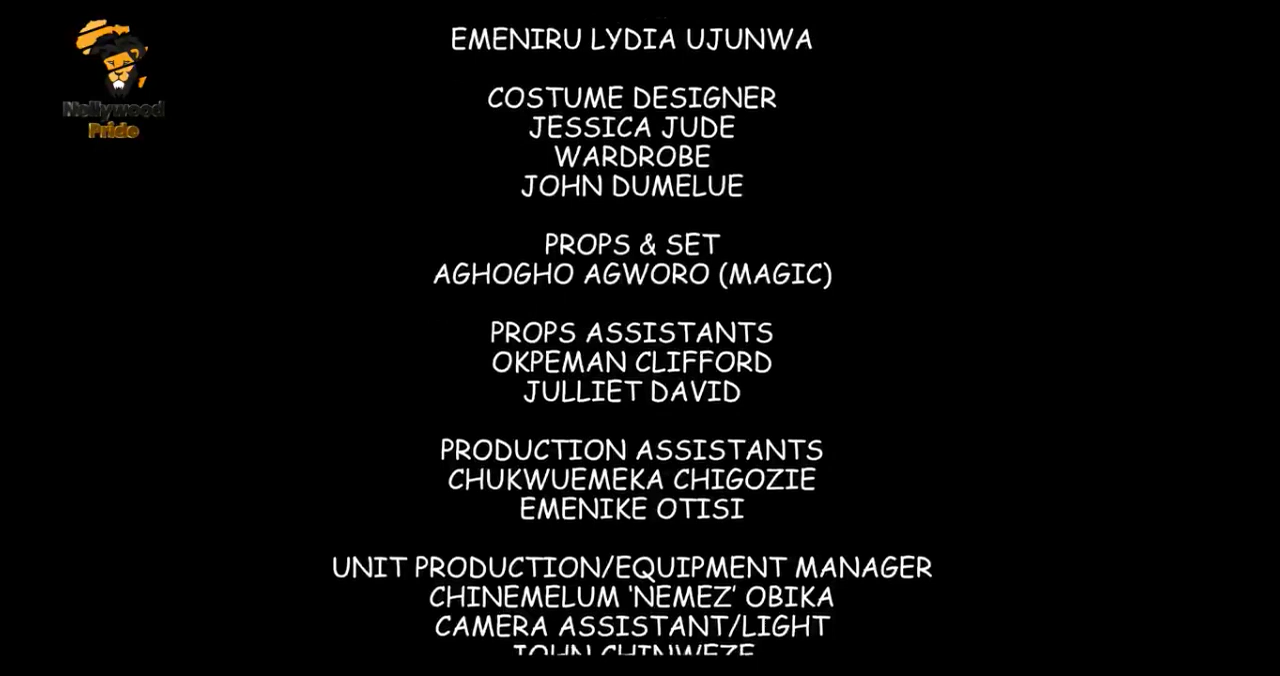 Nollywood
Pride
EMENIRU LYDIA UJUNWA
COSTUME DESIGNER
JESSICA JUDE
WARDROBE
JOHN DUMELUE
PROPS & SET
AGHOGHO AGWORO (MAGIC)
PROPS ASSISTANTS
OKPEMAN CLIFFORD
JULLIET DAVID
PRODUCTION ASSISTANTS
CHUKWUEMEKA CHIGOZIE
EMENIKE OTISI
UNIT PRODUCTION/EQUIPMENT MANAGER
CHINEMELUM 'NEMEZ' OBIKA
CAMERA ASSISTANT/LIGHT
JOHN CHINWEZE